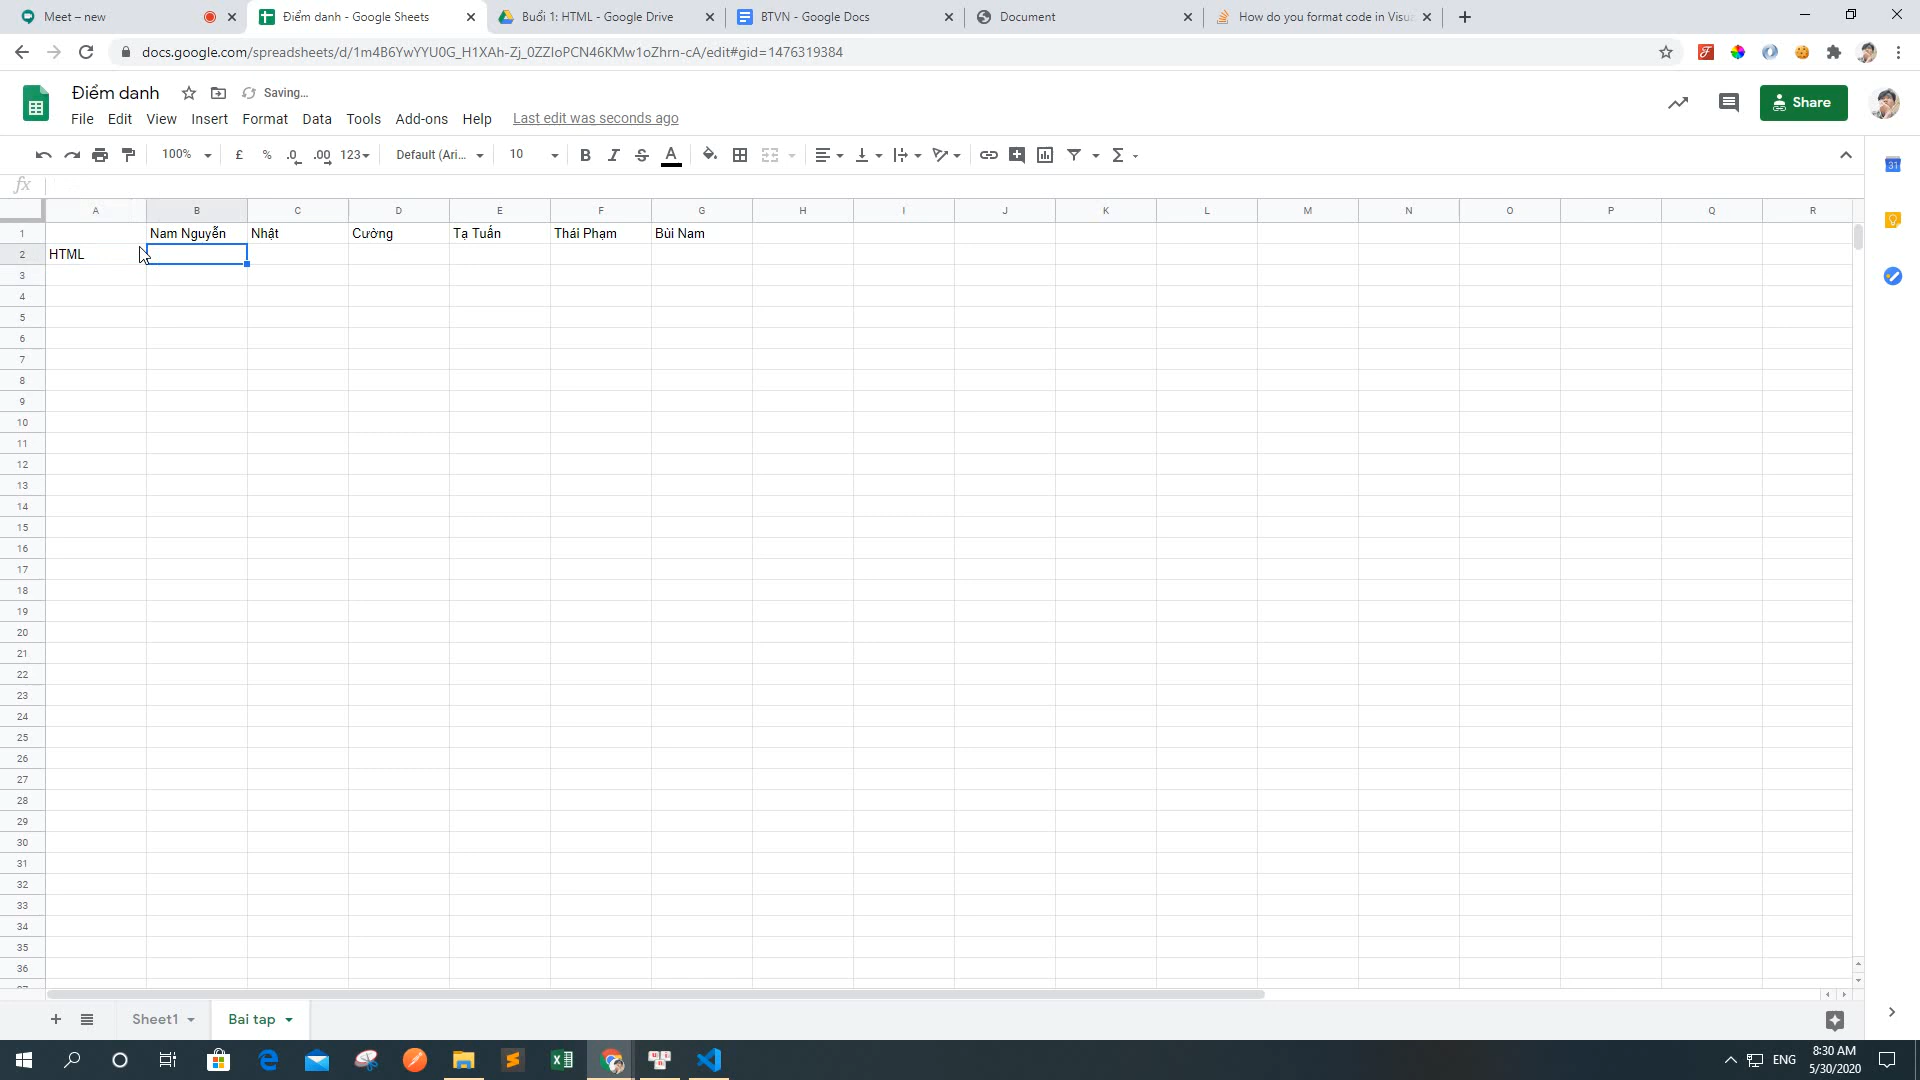 Meet – new
Điểm danh - Google Sheets
Buổi 1: HTML - Google Drive
BTVN - Google Docs
Document
How do you format code in Visu
docs.google.com/spreadsheets/d/1m4B6YwYYU0G_H1XAh-Zj_0ZZIoPCN46KMw1oZhrn-cA/edit#gid=1476319384
Điểm danh
Saving...
File Edit View Insert Format Data Tools Add-ons Help Last edit was seconds ago
Share
100% £ % .0 .00 123 Default (Ari... 10 B I S A Σ
fx
A B C D E F G H I J K L M N O P Q R
1 Nam Nguyễn Nhật Cường Tạ Tuấn Thái Phạm Bùi Nam
2 HTML
3
4
5
6
7
8
9
10
11
12
13
14
15
16
17
18
19
20
21
22
23
24
25
26
27
28
29
30
31
32
33
34
35
36
Sheet1
Bai tap
ENG
8:30 AM
5/30/2020